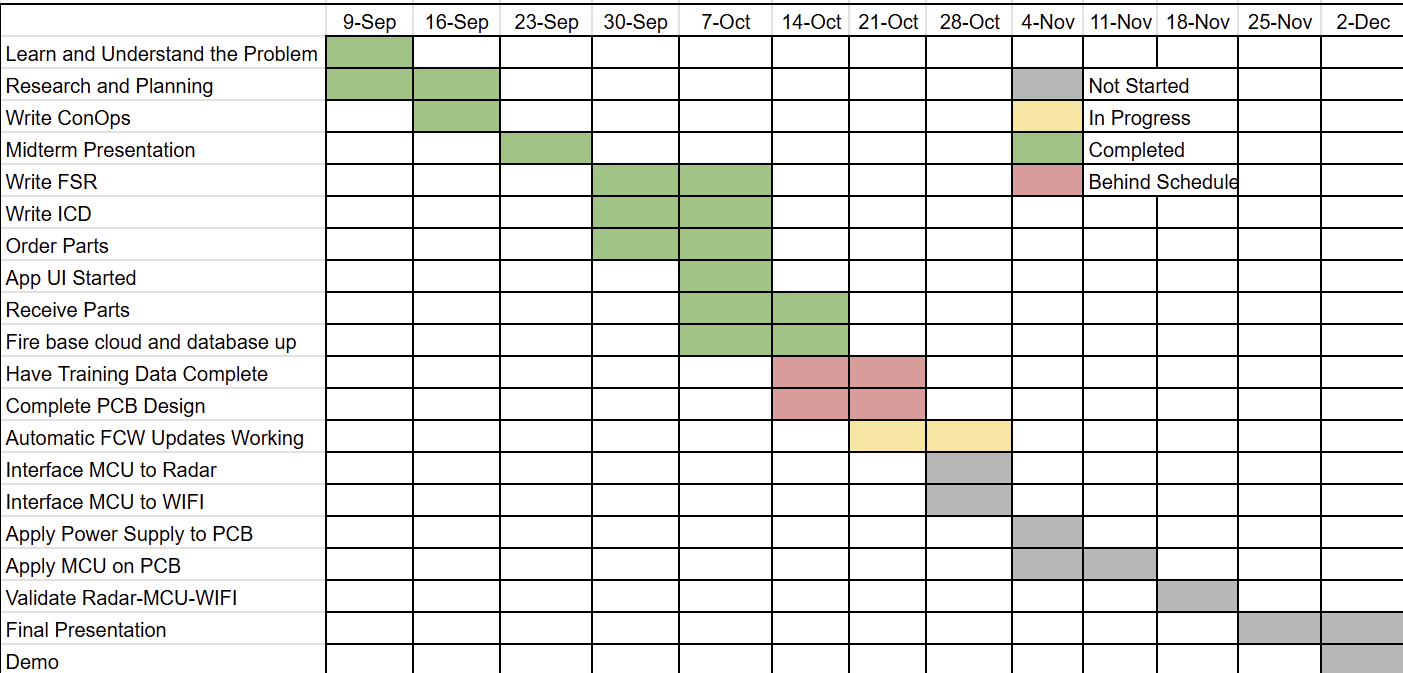 9-Sep 16-Sep 23-Sep 30-Sep 7-Oct 14-Oct 21-Oct 28-Oct 4-Nov 11-Nov 18-Nov 25-Nov 2-Dec
Learn and Understand the Problem
Research and Planning Not Started
Write ConOps In Progress
Midterm Presentation Completed
Write FSR Behind Schedule
Write ICD
Order Parts
App UI Started
Receive Parts
Fire base cloud and database up
Have Training Data Complete
Complete PCB Design
Automatic FCW Updates Working
Interface MCU to Radar
Interface MCU to WIFI
Apply Power Supply to PCB
Apply MCU on PCB
Validate Radar-MCU-WIFI
Final Presentation
Demo